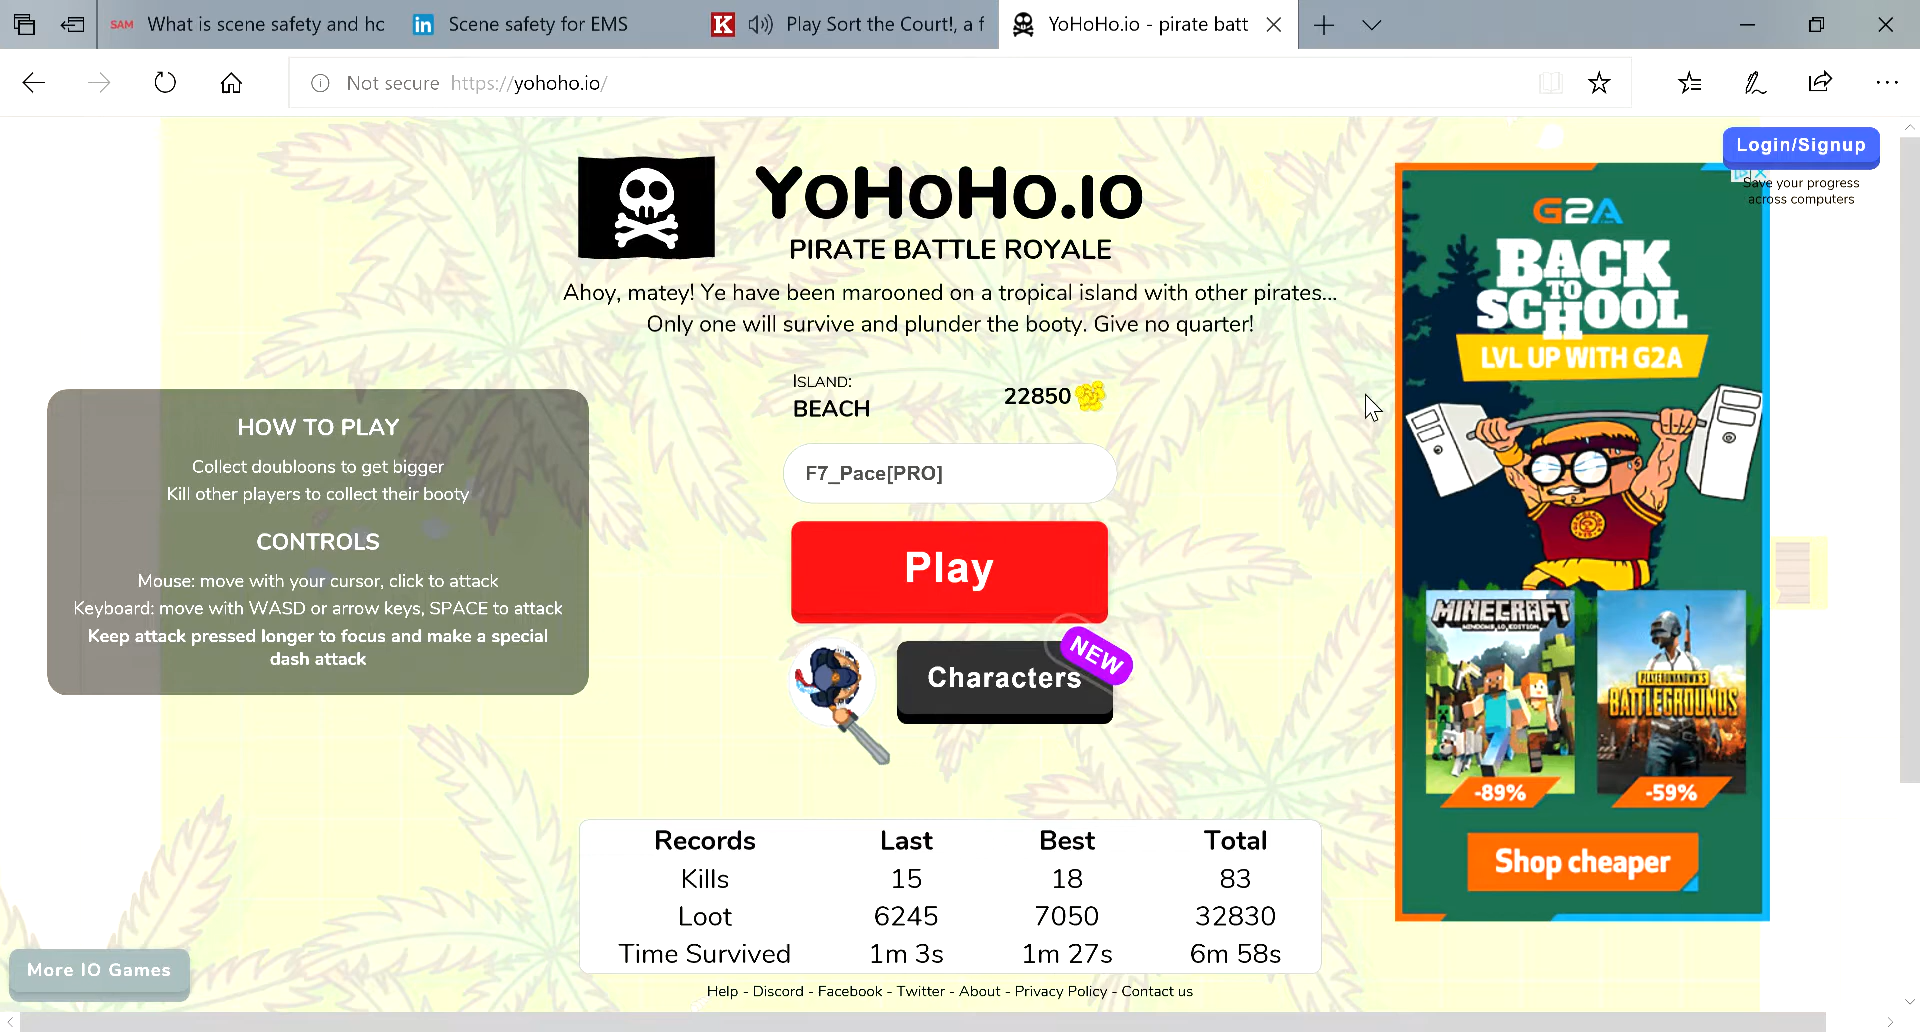 SAM What is scene safety and hc
in Scene safety for EMS
K Play Sort the Court!, a f
YoHoHo.io - pirate batt
Not secure https://yohoho.io/
Login/Signup
Save your progress
across computers
YoHoHo.io
PIRATE BATTLE ROYALE
Ahoy, matey! Ye have been marooned on a tropical island with other pirates...
Only one will survive and plunder the booty. Give no quarter!
ISLAND:
BEACH
22850
F7_Pace[PRO]
Play
Characters
NEW
HOW TO PLAY
Collect doubloons to get bigger
Kill other players to collect their booty
CONTROLS
Mouse: move with your cursor, click to attack
Keyboard: move with WASD or arrow keys, SPACE to attack
Keep attack pressed longer to focus and make a special
dash attack
Records Last Best Total
Kills 15 18 83
Loot 6245 7050 32830
Time Survived 1m 3s 1m 27s 6m 58s
Help - Discord - Facebook - Twitter - About - Privacy Policy - Contact us
More IO Games
G2A
BACK
TO
SCHOOL
LVL UP WITH G2A
MINECRAFT
WINDOWS 10 EDITION
PLAYERUNKNOWN'S
BATTLEGROUNDS
-89%
-59%
Shop cheaper